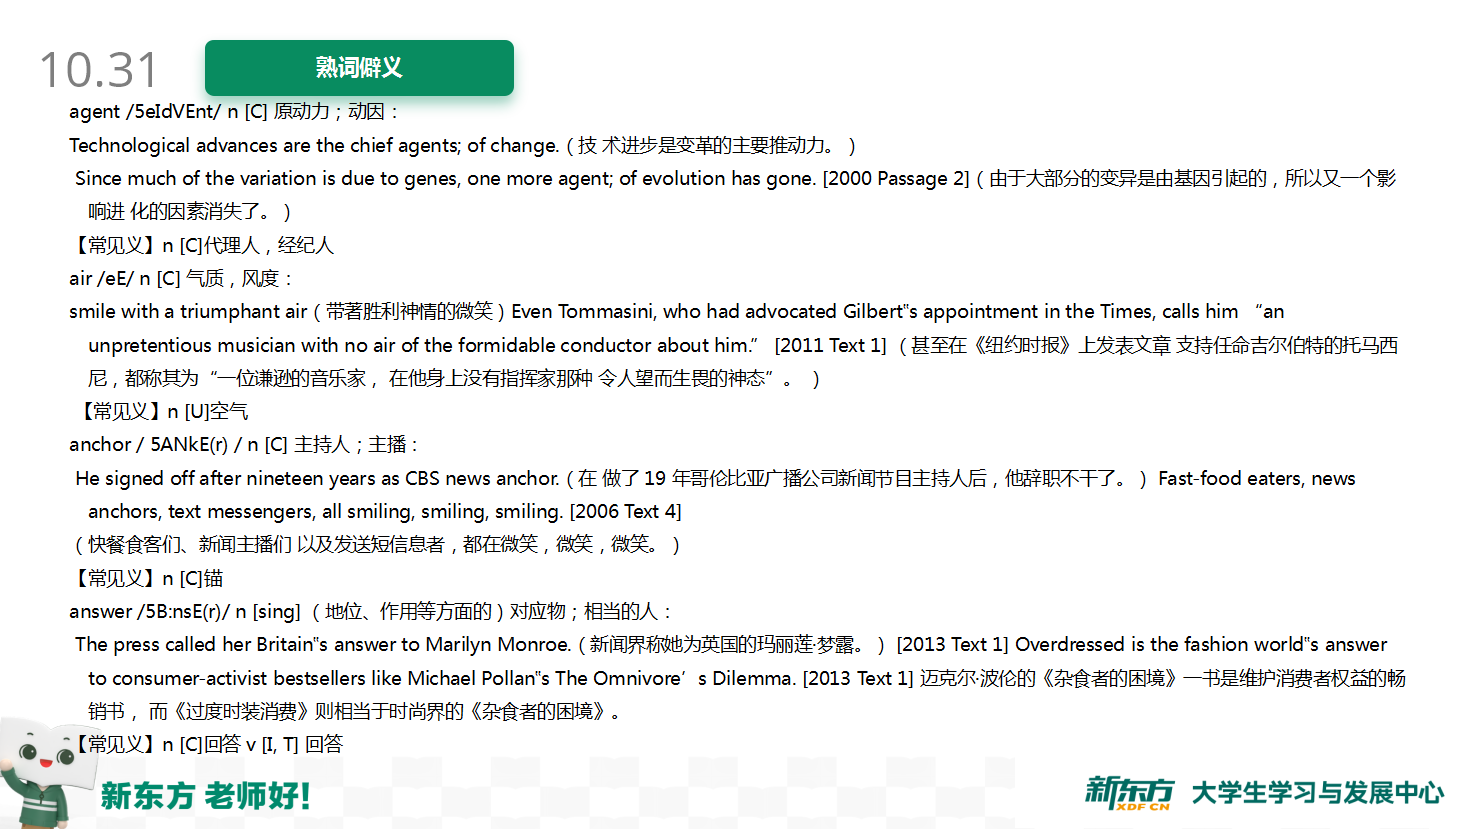 10.31
熟词僻义
agent /5eIdVEnt/ n [C] 原动力；动因：
Technological advances are the chief agents; of change.（技 术进步是变革的主要推动力。）
Since much of the variation is due to genes, one more agent; of evolution has gone. [2000 Passage 2]（由于大部分的变异是由基因引起的，所以又一个影
响进 化的因素消失了。）
【常见义】n [C]代理人，经纪人
air /eE/ n [C] 气质，风度：
smile with a triumphant air（带著胜利神情的微笑）Even Tommasini, who had advocated Gilbert‟s appointment in the Times, calls him “an
unpretentious musician with no air of the formidable conductor about him.” [2011 Text 1] （甚至在《纽约时报》上发表文章 支持任命吉尔伯特的托马西
尼，都称其为“一位谦逊的音乐家， 在他身上没有指挥家那种 令人望而生畏的神态”。 ）
【常见义】n [U]空气
anchor / 5ANkE(r) / n [C] 主持人；主播：
He signed off after nineteen years as CBS news anchor.（在 做了 19 年哥伦比亚广播公司新闻节目主持人后，他辞职不干了。） Fast-food eaters, news
anchors, text messengers, all smiling, smiling, smiling. [2006 Text 4]
（快餐食客们、新闻主播们 以及发送短信息者，都在微笑，微笑，微笑。）
【常见义】n [C]锚
answer /5B:nsE(r)/ n [sing] （地位、作用等方面的）对应物；相当的人：
The press called her Britain‟s answer to Marilyn Monroe.（新闻界称她为英国的玛丽莲·梦露。） [2013 Text 1] Overdressed is the fashion world‟s answer
to consumer-activist bestsellers like Michael Pollan‟s The Omnivore’s Dilemma. [2013 Text 1] 迈克尔·波伦的《杂食者的困境》一书是维护消费者权益的畅
销书， 而《过度时装消费》则相当于时尚界的《杂食者的困境》。
【常见义】n [C]回答 v [I, T] 回答
新东方 老师好!
新东方 XDF.CN 大学生学习与发展中心